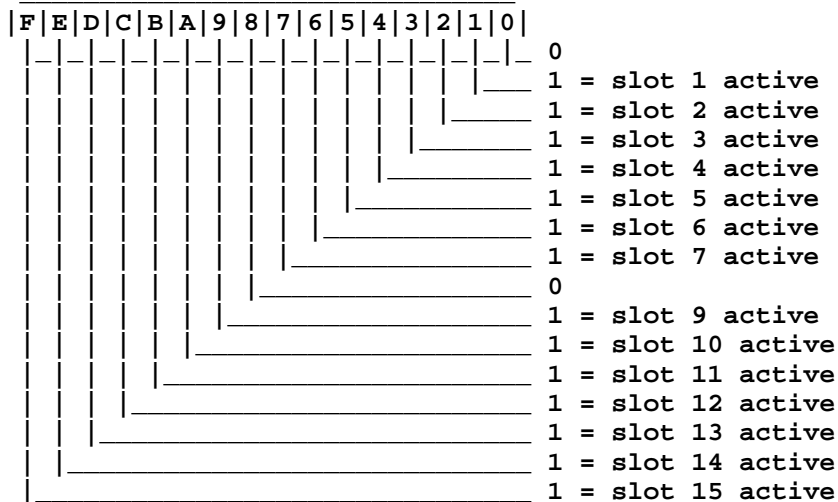 |F|E|D|C|B|A|9|8|7|6|5|4|3|2|1|0|
0
1 = slot 1 active
1 = slot 2 active
1 = slot 3 active
1 = slot 4 active
1 = slot 5 active
1 = slot 6 active
1 = slot 7 active
0
1 = slot 9 active
1 = slot 10 active
1 = slot 11 active
1 = slot 12 active
1 = slot 13 active
1 = slot 14 active
1 = slot 15 active